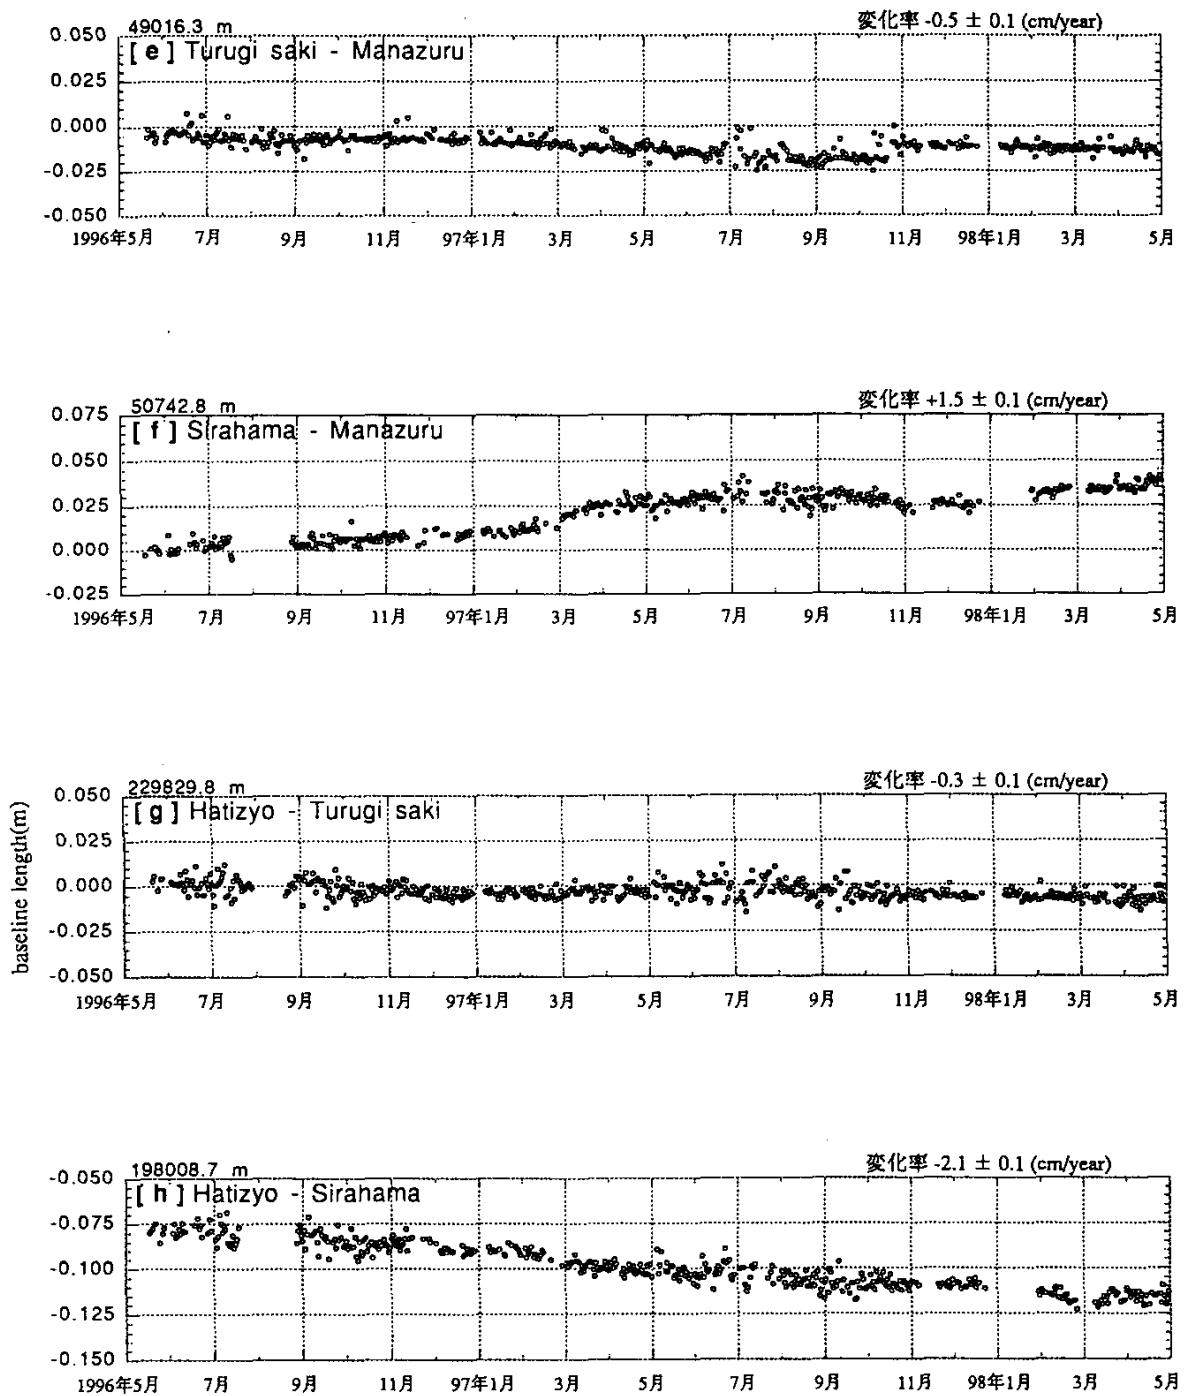 49016.3 m
変化率 -0.5 ± 0.1 (cm/year)
0.050
[ e ] Turugi saki - Manazuru
0.025
0.000
-0.025
-0.050
1996年5月 7月 9月 11月 97年1月 3月 5月 7月 9月 11月 98年1月 3月 5月
50742.8 m
変化率 +1.5 ± 0.1 (cm/year)
0.075
[ f ] Sirahama - Manazuru
0.050
0.025
0.000
-0.025
1996年5月 7月 9月 11月 97年1月 3月 5月 7月 9月 11月 98年1月 3月 5月
baseline length(m)
229829.8 m
変化率 -0.3 ± 0.1 (cm/year)
0.050
[ g ] Hatizyo - Turugi saki
0.025
0.000
-0.025
-0.050
1996年5月 7月 9月 11月 97年1月 3月 5月 7月 9月 11月 98年1月 3月 5月
198008.7 m
変化率 -2.1 ± 0.1 (cm/year)
-0.050
[ h ] Hatizyo - Sirahama
-0.075
-0.100
-0.125
-0.150
1996年5月 7月 9月 11月 97年1月 3月 5月 7月 9月 11月 98年1月 3月 5月